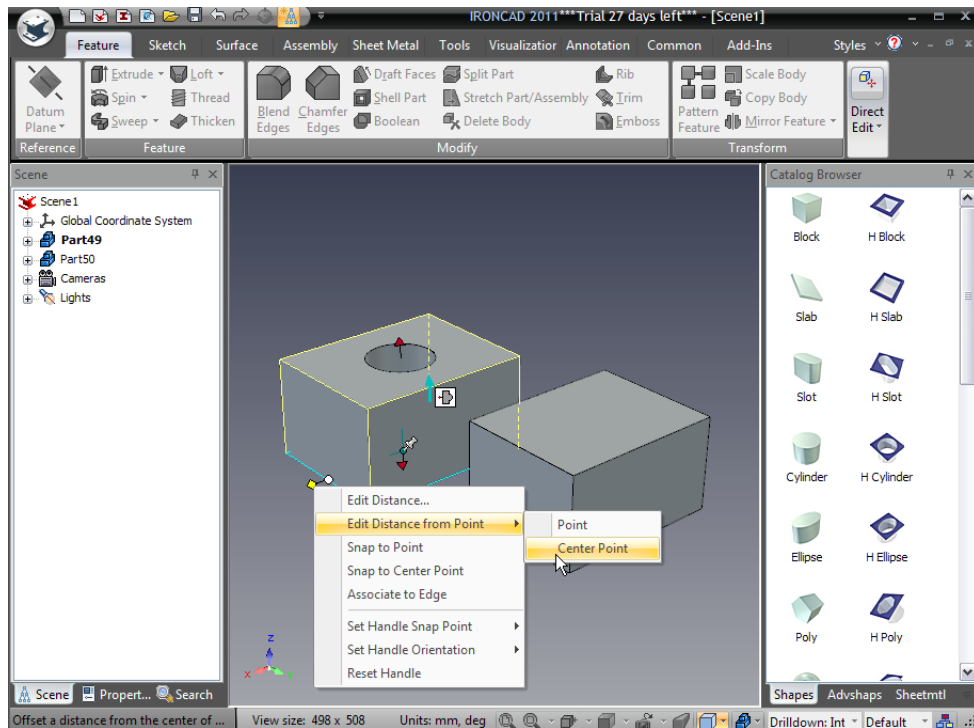 IRONCAD 2011***Trial 27 days left*** - [Scene1]
Feature Sketch Surface Assembly Sheet Metal Tools Visualization Annotation Common Add-Ins Styles
Datum Plane
Reference
Extrude Loft
Spin Thread
Sweep Thicken
Feature
Blend Edges
Chamfer Edges
Draft Faces Split Part Rib
Shell Part Stretch Part/Assembly Trim
Boolean Delete Body Emboss
Modify
Pattern Feature
Scale Body
Copy Body
Mirror Feature
Transform
Direct Edit
Scene
Scene1
Global Coordinate System
Part49
Part50
Cameras
Lights
Edit Distance...
Edit Distance from Point
Snap to Point
Snap to Center Point
Associate to Edge
Set Handle Snap Point
Set Handle Orientation
Reset Handle
Point
Center Point
Z
X
Y
Catalog Browser
Block H Block
Slab H Slab
Slot H Slot
Cylinder H Cylinder
Ellipse H Ellipse
Poly H Poly
Scene Propert... Search
Shapes Advshaps Sheetmtl
Offset a distance from the center of ... View size: 498 x 508 Units: mm, deg Drilldown: Int Default